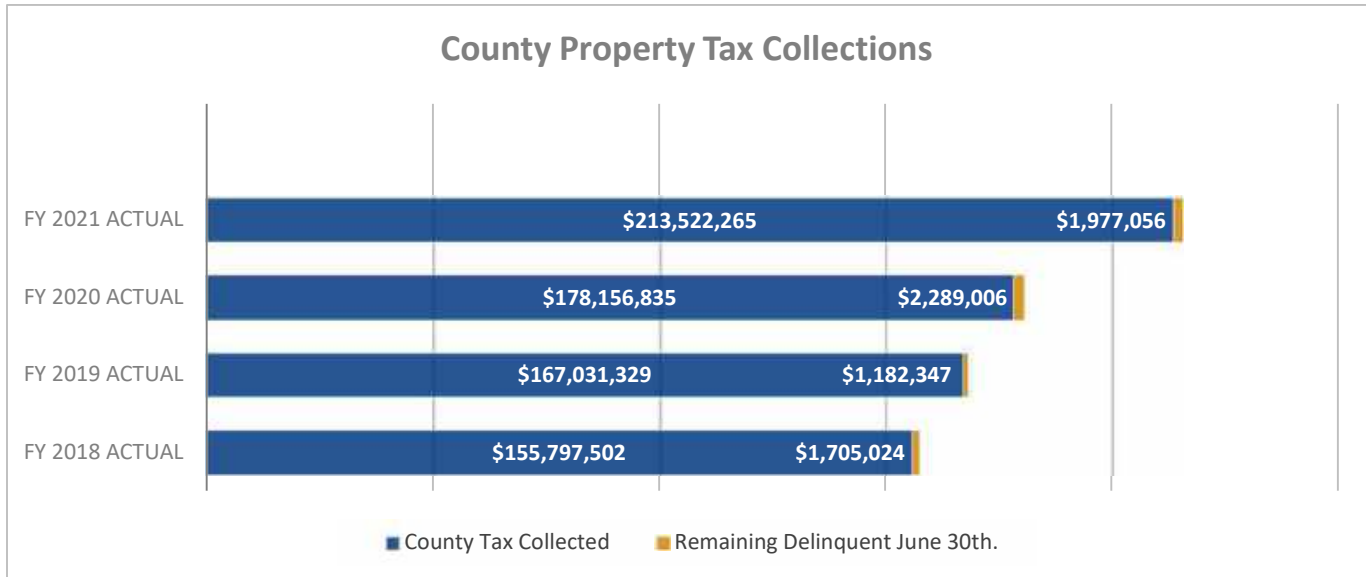 County Property Tax Collections
FY 2021 ACTUAL $213,522,265 $1,977,056
FY 2020 ACTUAL $178,156,835 $2,289,006
FY 2019 ACTUAL $167,031,329 $1,182,347
FY 2018 ACTUAL $155,797,502 $1,705,024
County Tax Collected Remaining Delinquent June 30th.